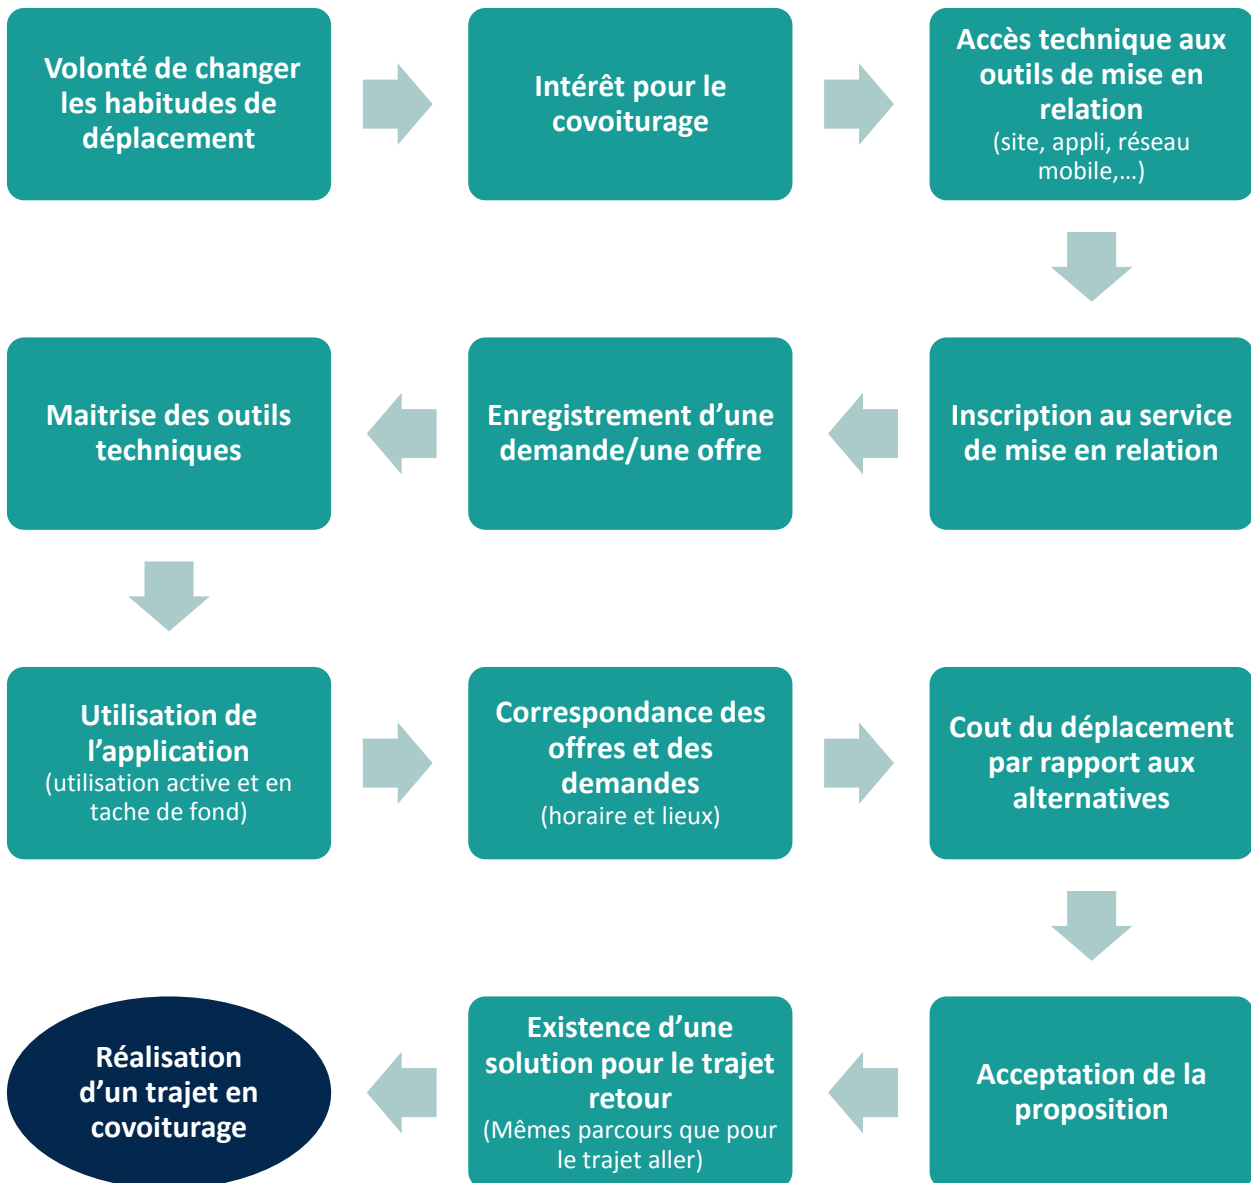 Volonté de changer
les habitudes de
déplacement
Intérêt pour le
covoiturage
Accès technique aux
outils de mise en
relation
(site, appli, réseau
mobile,...)
Inscription au service
de mise en relation
Enregistrement d’une
demande/une offre
Maitrise des outils
techniques
Utilisation de
l’application
(utilisation active et en
tache de fond)
Correspondance des
offres et des
demandes
(horaire et lieux)
Cout du déplacement
par rapport aux
alternatives
Acceptation de la
proposition
Existence d’une
solution pour le trajet
retour
(Mêmes parcours que pour
le trajet aller)
Réalisation
d’un trajet en
covoiturage